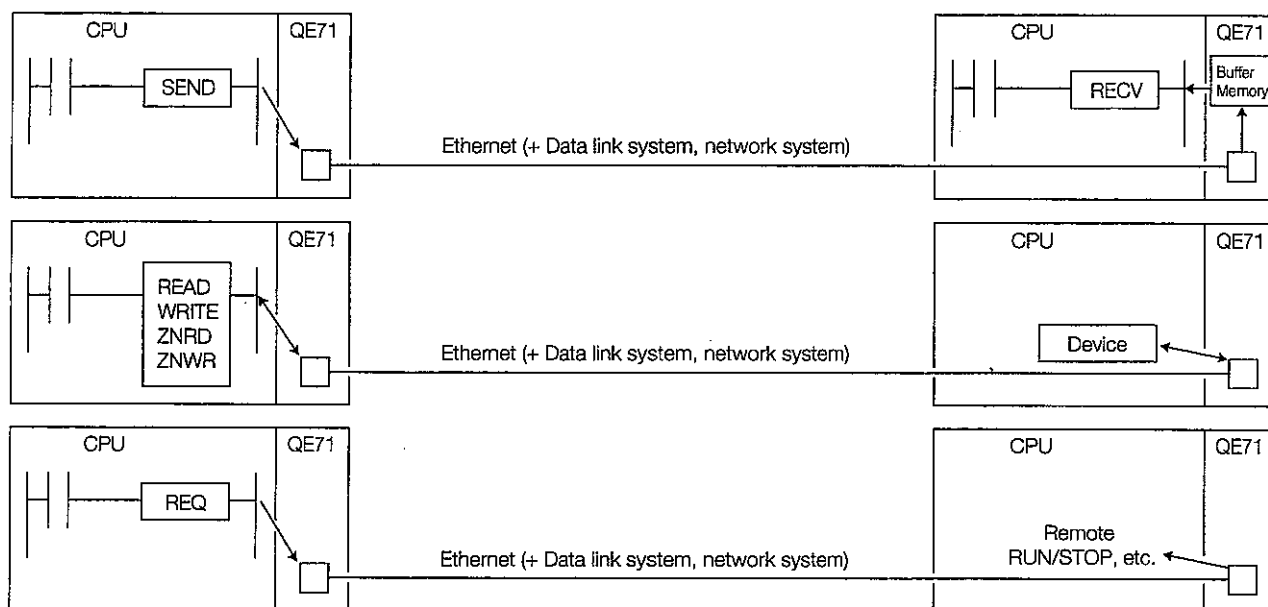 CPU QE71 CPU QE71
SEND RECV Buffer
Memory
Ethernet (+ Data link system, network system)
CPU QE71 CPU QE71
READ
WRITE
ZNRD
ZNWR
Device
Ethernet (+ Data link system, network system)
CPU QE71 CPU QE71
REQ
Remote
RUN/STOP, etc.
Ethernet (+ Data link system, network system)